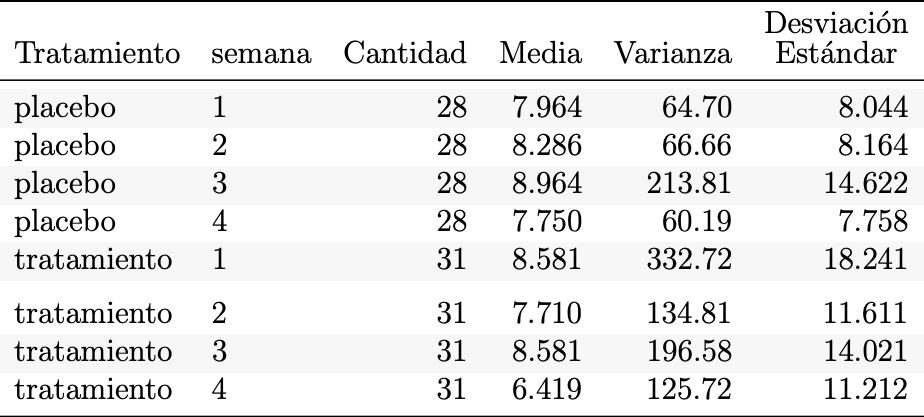 Desviación
Tratamiento semana Cantidad Media Varianza Estándar
placebo 1 28 7.964 64.70 8.044
placebo 2 28 8.286 66.66 8.164
placebo 3 28 8.964 213.81 14.622
placebo 4 28 7.750 60.19 7.758
tratamiento 1 31 8.581 332.72 18.241
tratamiento 2 31 7.710 134.81 11.611
tratamiento 3 31 8.581 196.58 14.021
tratamiento 4 31 6.419 125.72 11.212